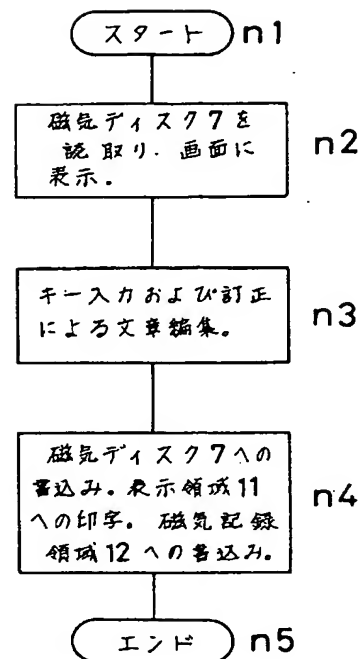 スタート n1
磁気ディスク7を
読取り、画面に
表示。
n2
キー入力および訂正
による文章編集。
n3
磁気ディスク7への
書込み。表示領域11
への印字。磁気記録
領域12への書込み。
n4
エンド n5